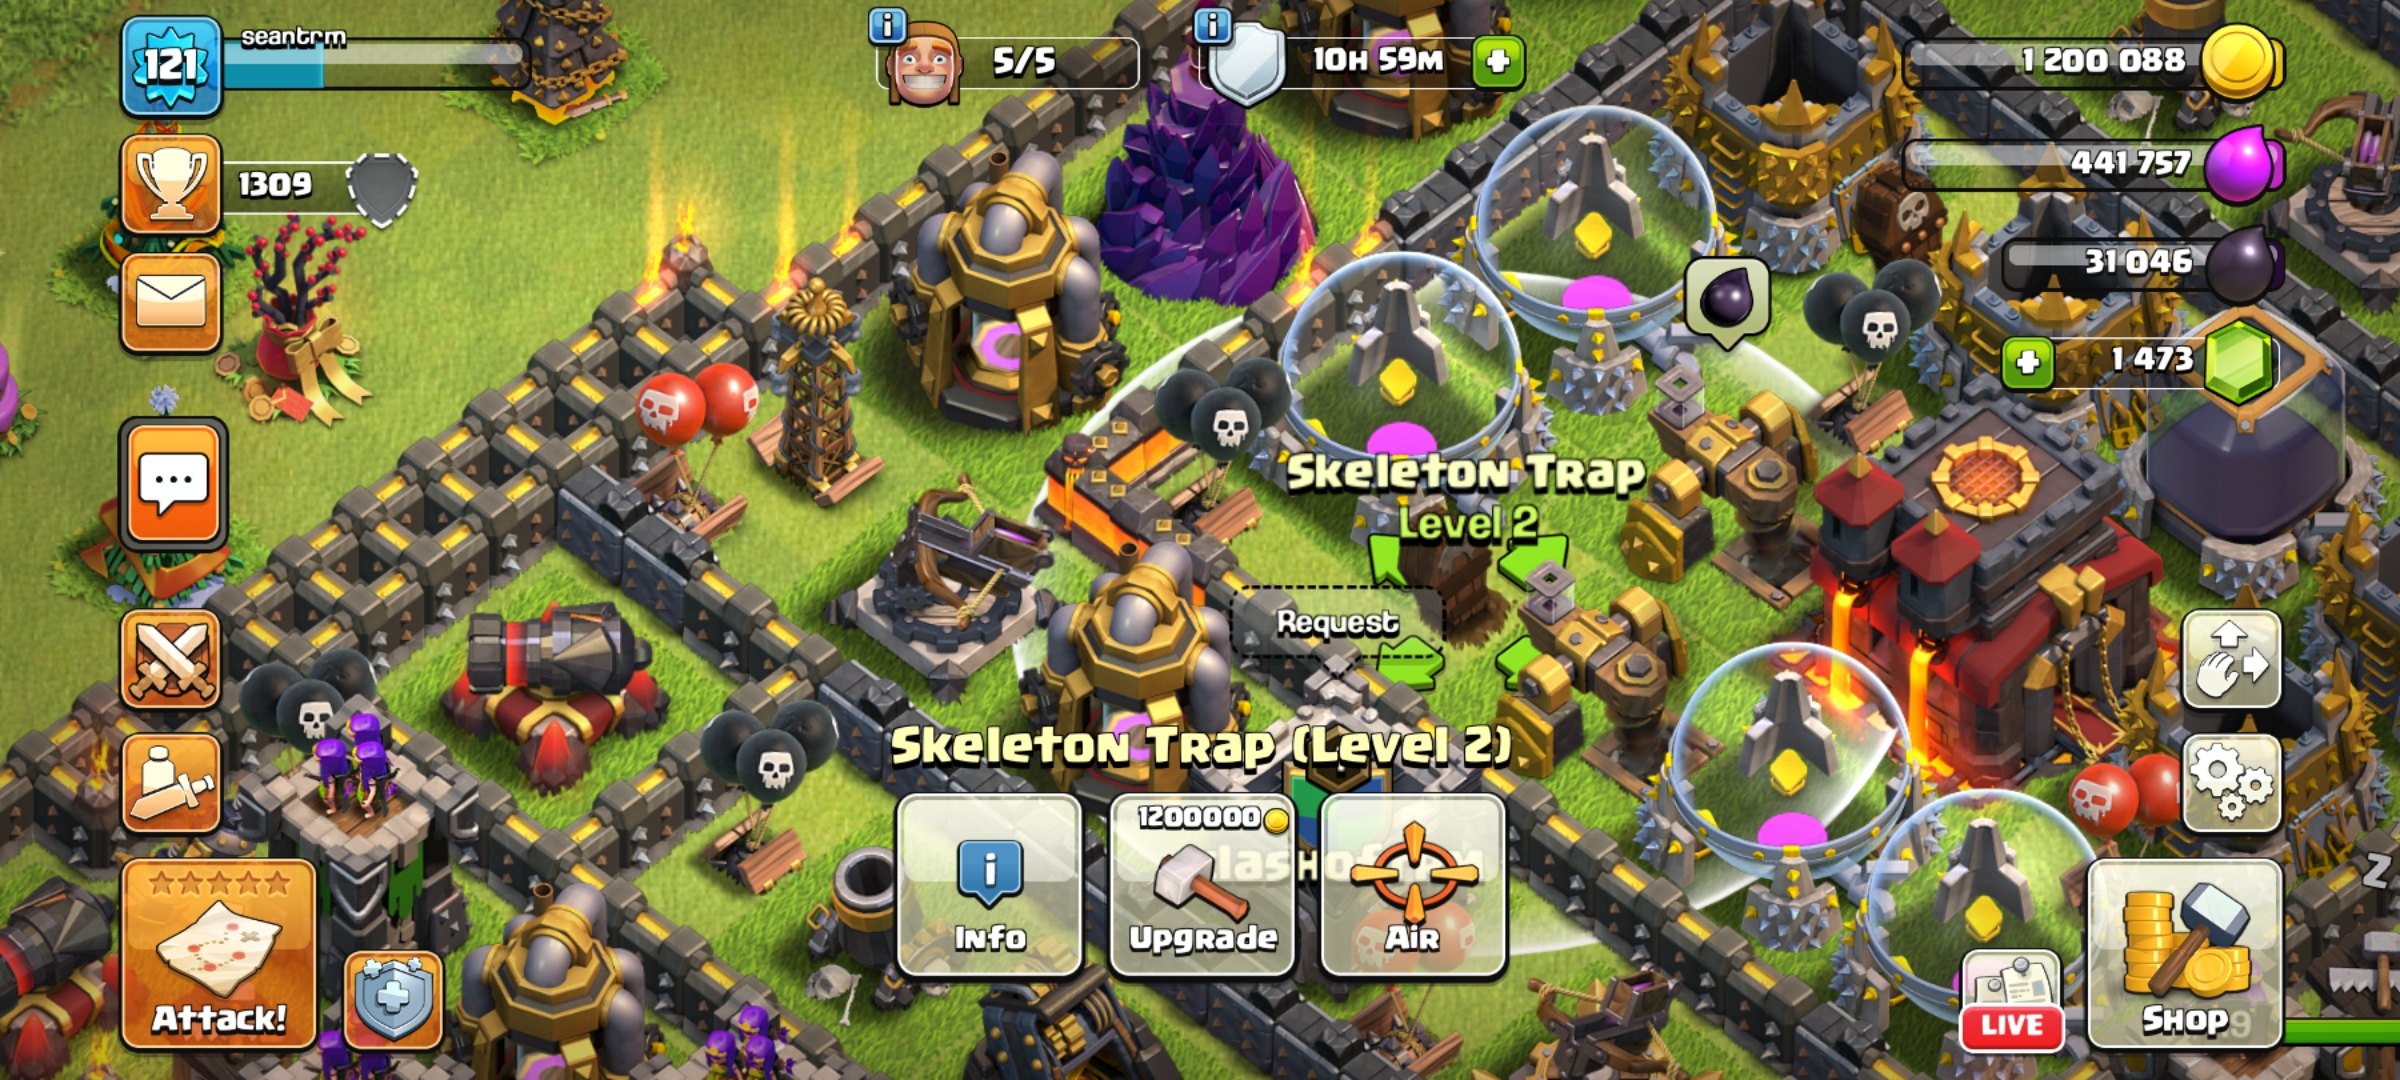 121
seantrm
5/5
10H 59M
1 200 088
441 757
1309
31 046
1 473
Skeleton Trap
Level 2
Request
Skeleton Trap (Level 2)
1200000
Info
Upgrade
Air
Attack!
LIVE
Shop